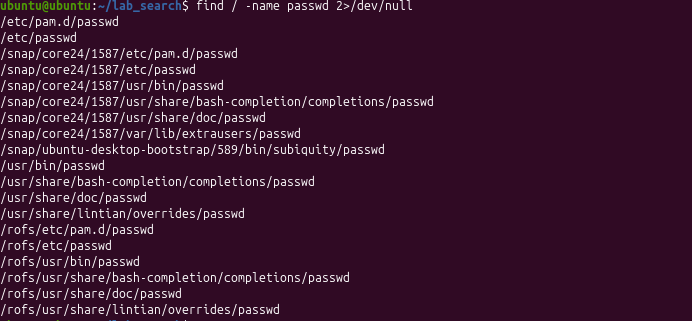 ubuntu@ubuntu:~/lab_search$ find / -name passwd 2>/dev/null
/etc/pam.d/passwd
/etc/passwd
/snap/core24/1587/etc/pam.d/passwd
/snap/core24/1587/etc/passwd
/snap/core24/1587/usr/bin/passwd
/snap/core24/1587/usr/share/bash-completion/completions/passwd
/snap/core24/1587/usr/share/doc/passwd
/snap/core24/1587/var/lib/extrausers/passwd
/snap/ubuntu-desktop-bootstrap/589/bin/subiquity/passwd
/usr/bin/passwd
/usr/share/bash-completion/completions/passwd
/usr/share/doc/passwd
/usr/share/lintian/overrides/passwd
/rofs/etc/pam.d/passwd
/rofs/etc/passwd
/rofs/usr/bin/passwd
/rofs/usr/share/bash-completion/completions/passwd
/rofs/usr/share/doc/passwd
/rofs/usr/share/lintian/overrides/passwd